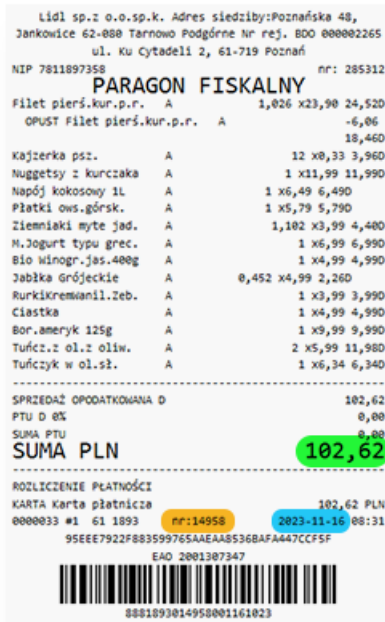 Lidl sp.z o.o.sp.k. Adres siedziby:Poznańska 48,
Jankowice 62-080 Tarnowo Podgórne Nr rej. BDO 000002265
ul. Ku Cytadeli 2, 61-719 Poznań
NIP 7811897358 nr: 285312
PARAGON FISKALNY
Filet pierś.kur.p.r. A 1,026 x23,90 24,52D
OPUST Filet pierś.kur.p.r. A -6,06
18,46D
Kajzerka psz. A 12 x0,33 3,96D
Nuggetsy z kurczaka A 1 x11,99 11,99D
Napój kokosowy 1L A 1 x6,49 6,49D
Płatki ows.górsk. A 1 x5,79 5,79D
Ziemniaki myte jad. A 1,102 x3,99 4,40D
M.Jogurt typu grec. A 1 x6,99 6,99D
Bio Winogr.jas.400g A 1 x4,99 4,99D
Jabłka Grójeckie A 0,452 x4,99 2,26D
RurkiKremWanil.Zeb. A 1 x3,99 3,99D
Ciastka A 1 x4,99 4,99D
Bor.ameryk 125g A 1 x9,99 9,99D
Tuńcz.z ol.z oliw. A 2 x5,99 11,98D
Tuńczyk w ol.sł. A 1 x6,34 6,34D
SPRZEDAŻ OPODATKOWANA D 102,62
PTU D 0% 0,00
SUMA PTU 0,00
SUMA PLN 102,62
ROZLICZENIE PŁATNOŚCI
KARTA Karta płatnicza 102,62 PLN
0000033 #1 61 1893 nr:14958 2023-11-16 08:31
95EEE7922F883599765AAEAA8536BAFA447CCF5F
EAO 2001307347
8881893014958001161023